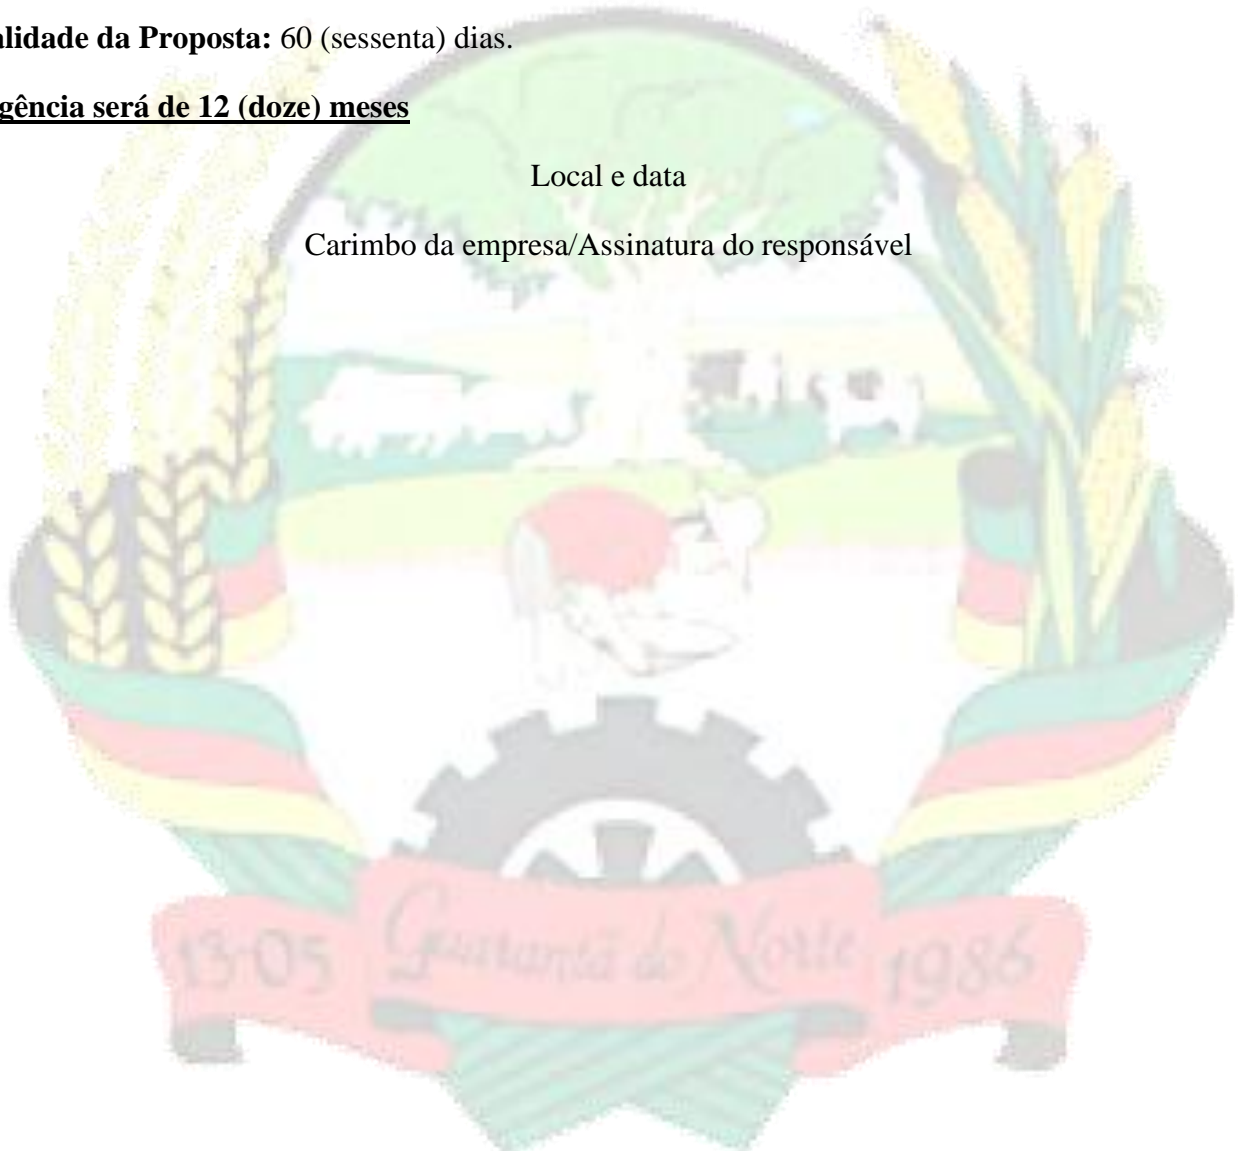 alidade da Proposta: 60 (sessenta) dias.
gência será de 12 (doze) meses
Local e data
Carimbo da empresa/Assinatura do responsável
13-05 Guarantã do Norte 1986